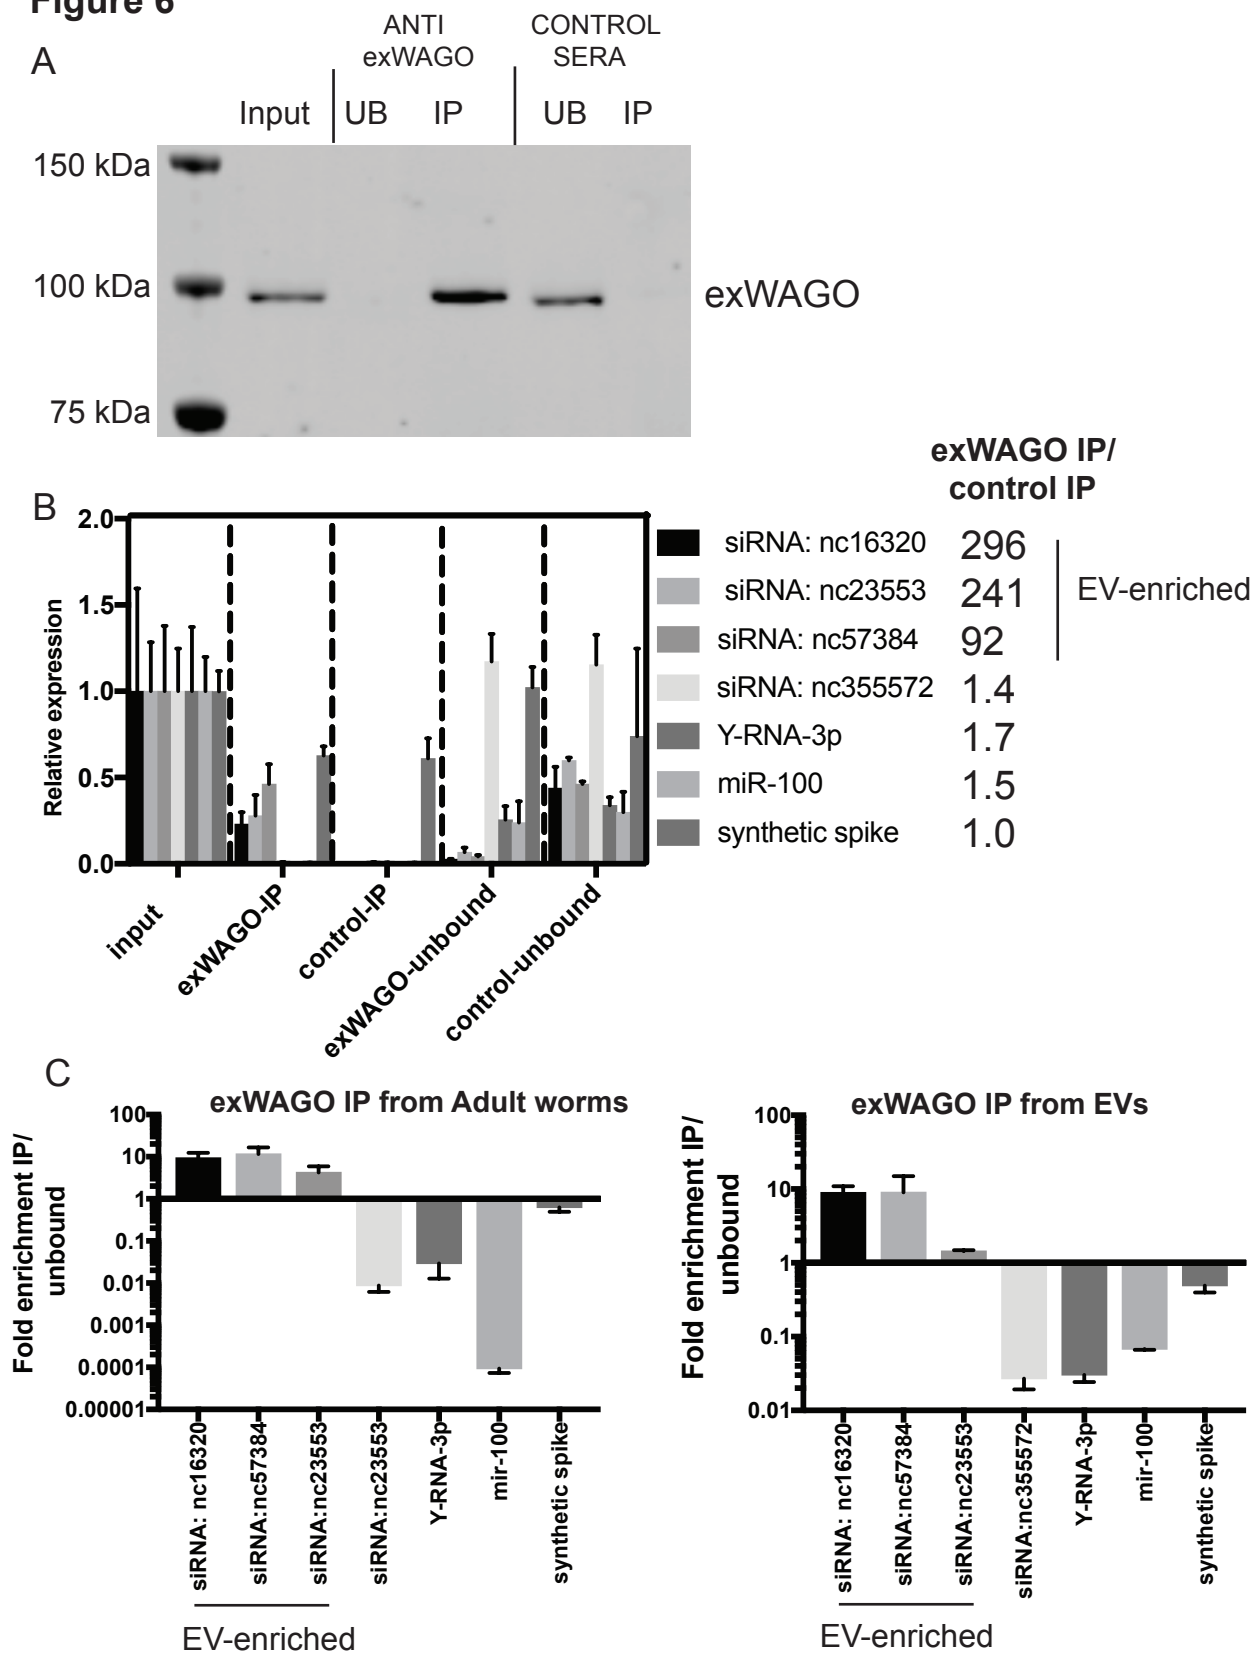 Figure 6
A
ANTI
exWAGO
CONTROL
SERA
Input UB IP UB IP
150 kDa
100 kDa
75 kDa
exWAGO
exWAGO IP/
control IP
B
2.0
1.5
1.0
0.5
0.0
Relative expression
input
exWAGO-IP
control-IP
exWAGO-unbound
control-unbound
siRNA: nc16320 296
siRNA: nc23553 241
siRNA: nc57384 92
EV-enriched
siRNA: nc355572 1.4
Y-RNA-3p 1.7
miR-100 1.5
synthetic spike 1.0
C
exWAGO IP from Adult worms
Fold enrichment IP/
unbound
100
10
1
0.1
0.01
0.001
0.0001
0.00001
siRNA: nc16320
siRNA:nc57384
siRNA:nc23553
siRNA:nc23553
Y-RNA-3p
mir-100
synthetic spike
EV-enriched
exWAGO IP from EVs
Fold enrichment IP/
unbound
100
10
1
0.1
0.01
siRNA: nc16320
siRNA:nc57384
siRNA:nc23553
siRNA:nc355572
Y-RNA-3p
mir-100
synthetic spike
EV-enriched